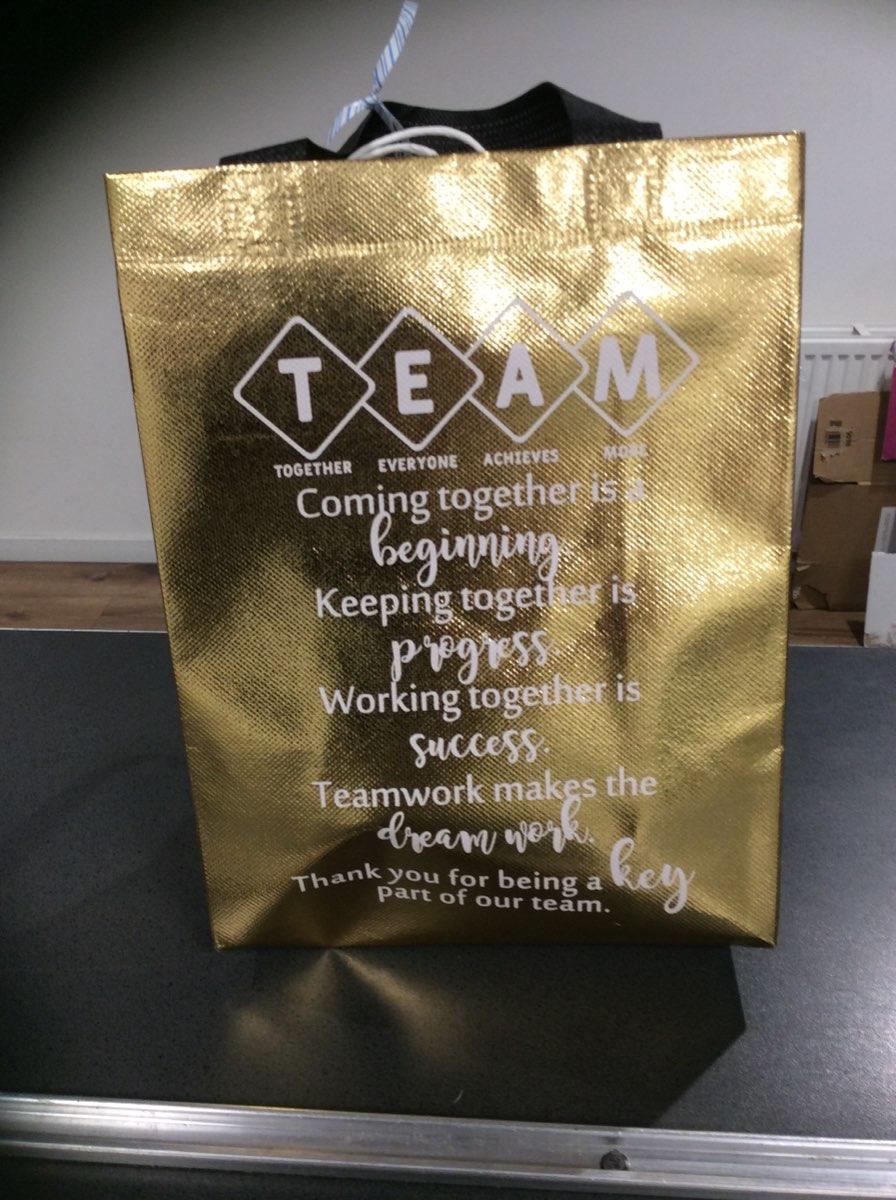 TEAM
TOGETHER EVERYONE ACHIEVES MORE
Coming together is a
beginning.
Keeping together is
progress.
Working together is
success.
Teamwork makes the
dream work.
Thank you for being a key
part of our team.